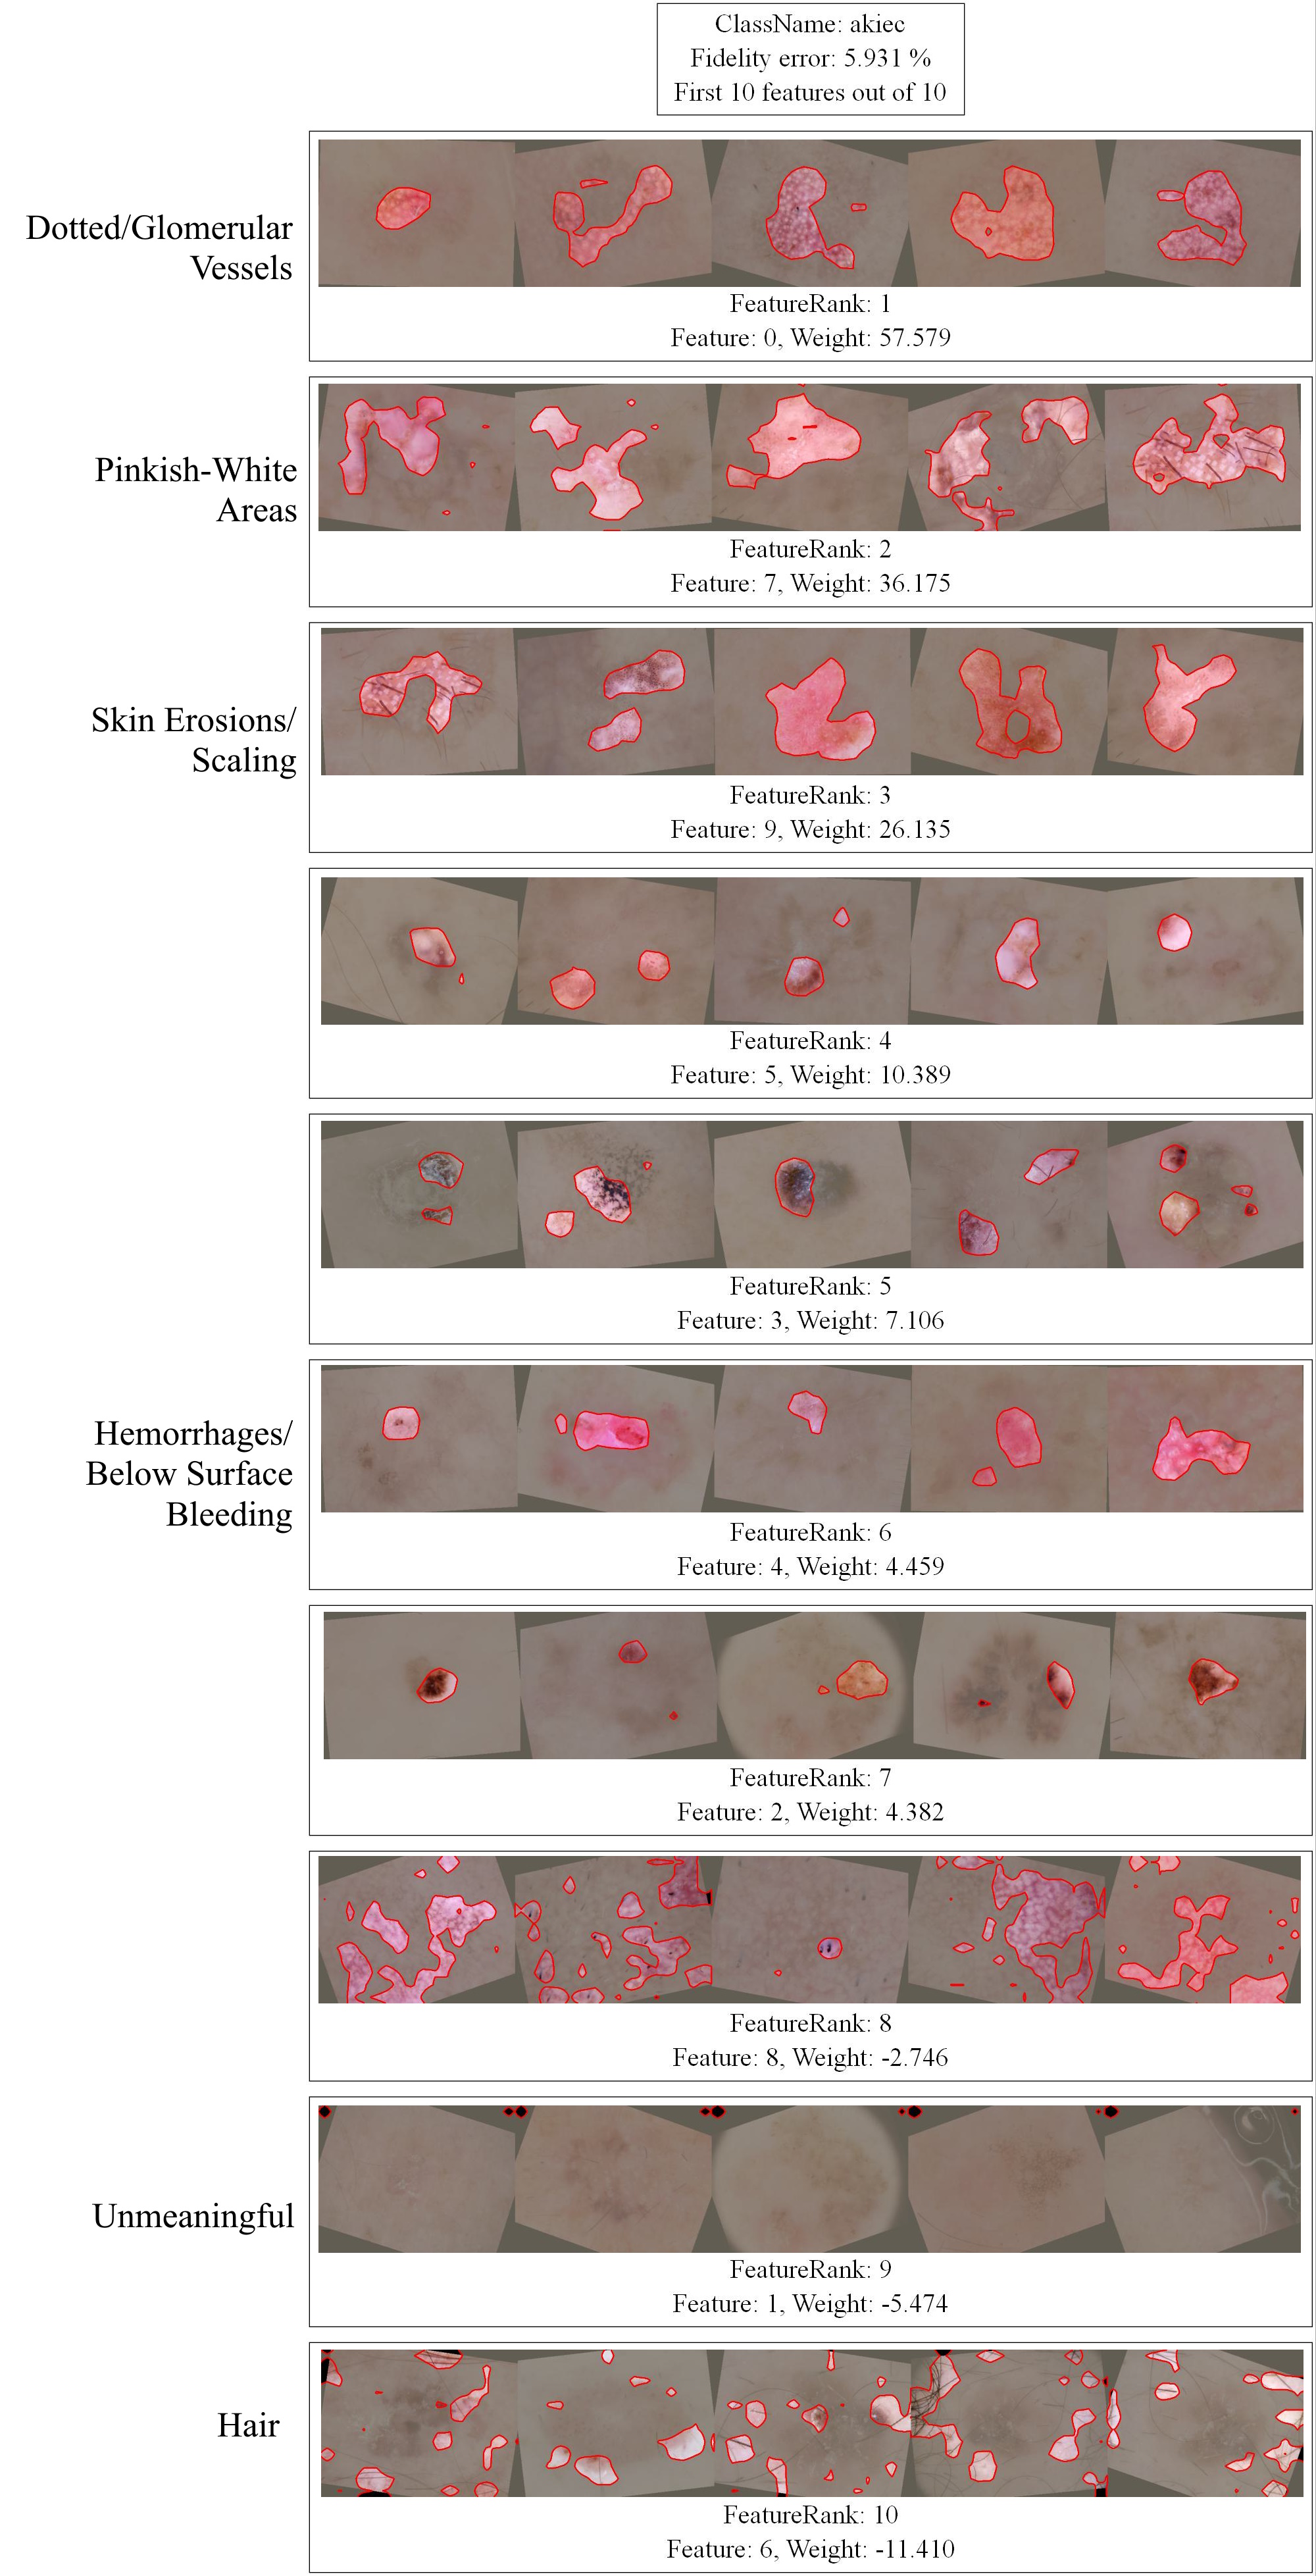 ClassName: akiec
Fidelity error: 5.931 %
First 10 features out of 10
Dotted/Glomerular
Vessels
FeatureRank: 1
Feature: 0, Weight: 57.579
Pinkish-White
Areas
FeatureRank: 2
Feature: 7, Weight: 36.175
Skin Erosions/
Scaling
FeatureRank: 3
Feature: 9, Weight: 26.135
FeatureRank: 4
Feature: 5, Weight: 10.389
FeatureRank: 5
Feature: 3, Weight: 7.106
Hemorrhages/
Below Surface
Bleeding
FeatureRank: 6
Feature: 4, Weight: 4.459
FeatureRank: 7
Feature: 2, Weight: 4.382
FeatureRank: 8
Feature: 8, Weight: -2.746
Unmeaningful
FeatureRank: 9
Feature: 1, Weight: -5.474
Hair
FeatureRank: 10
Feature: 6, Weight: -11.410